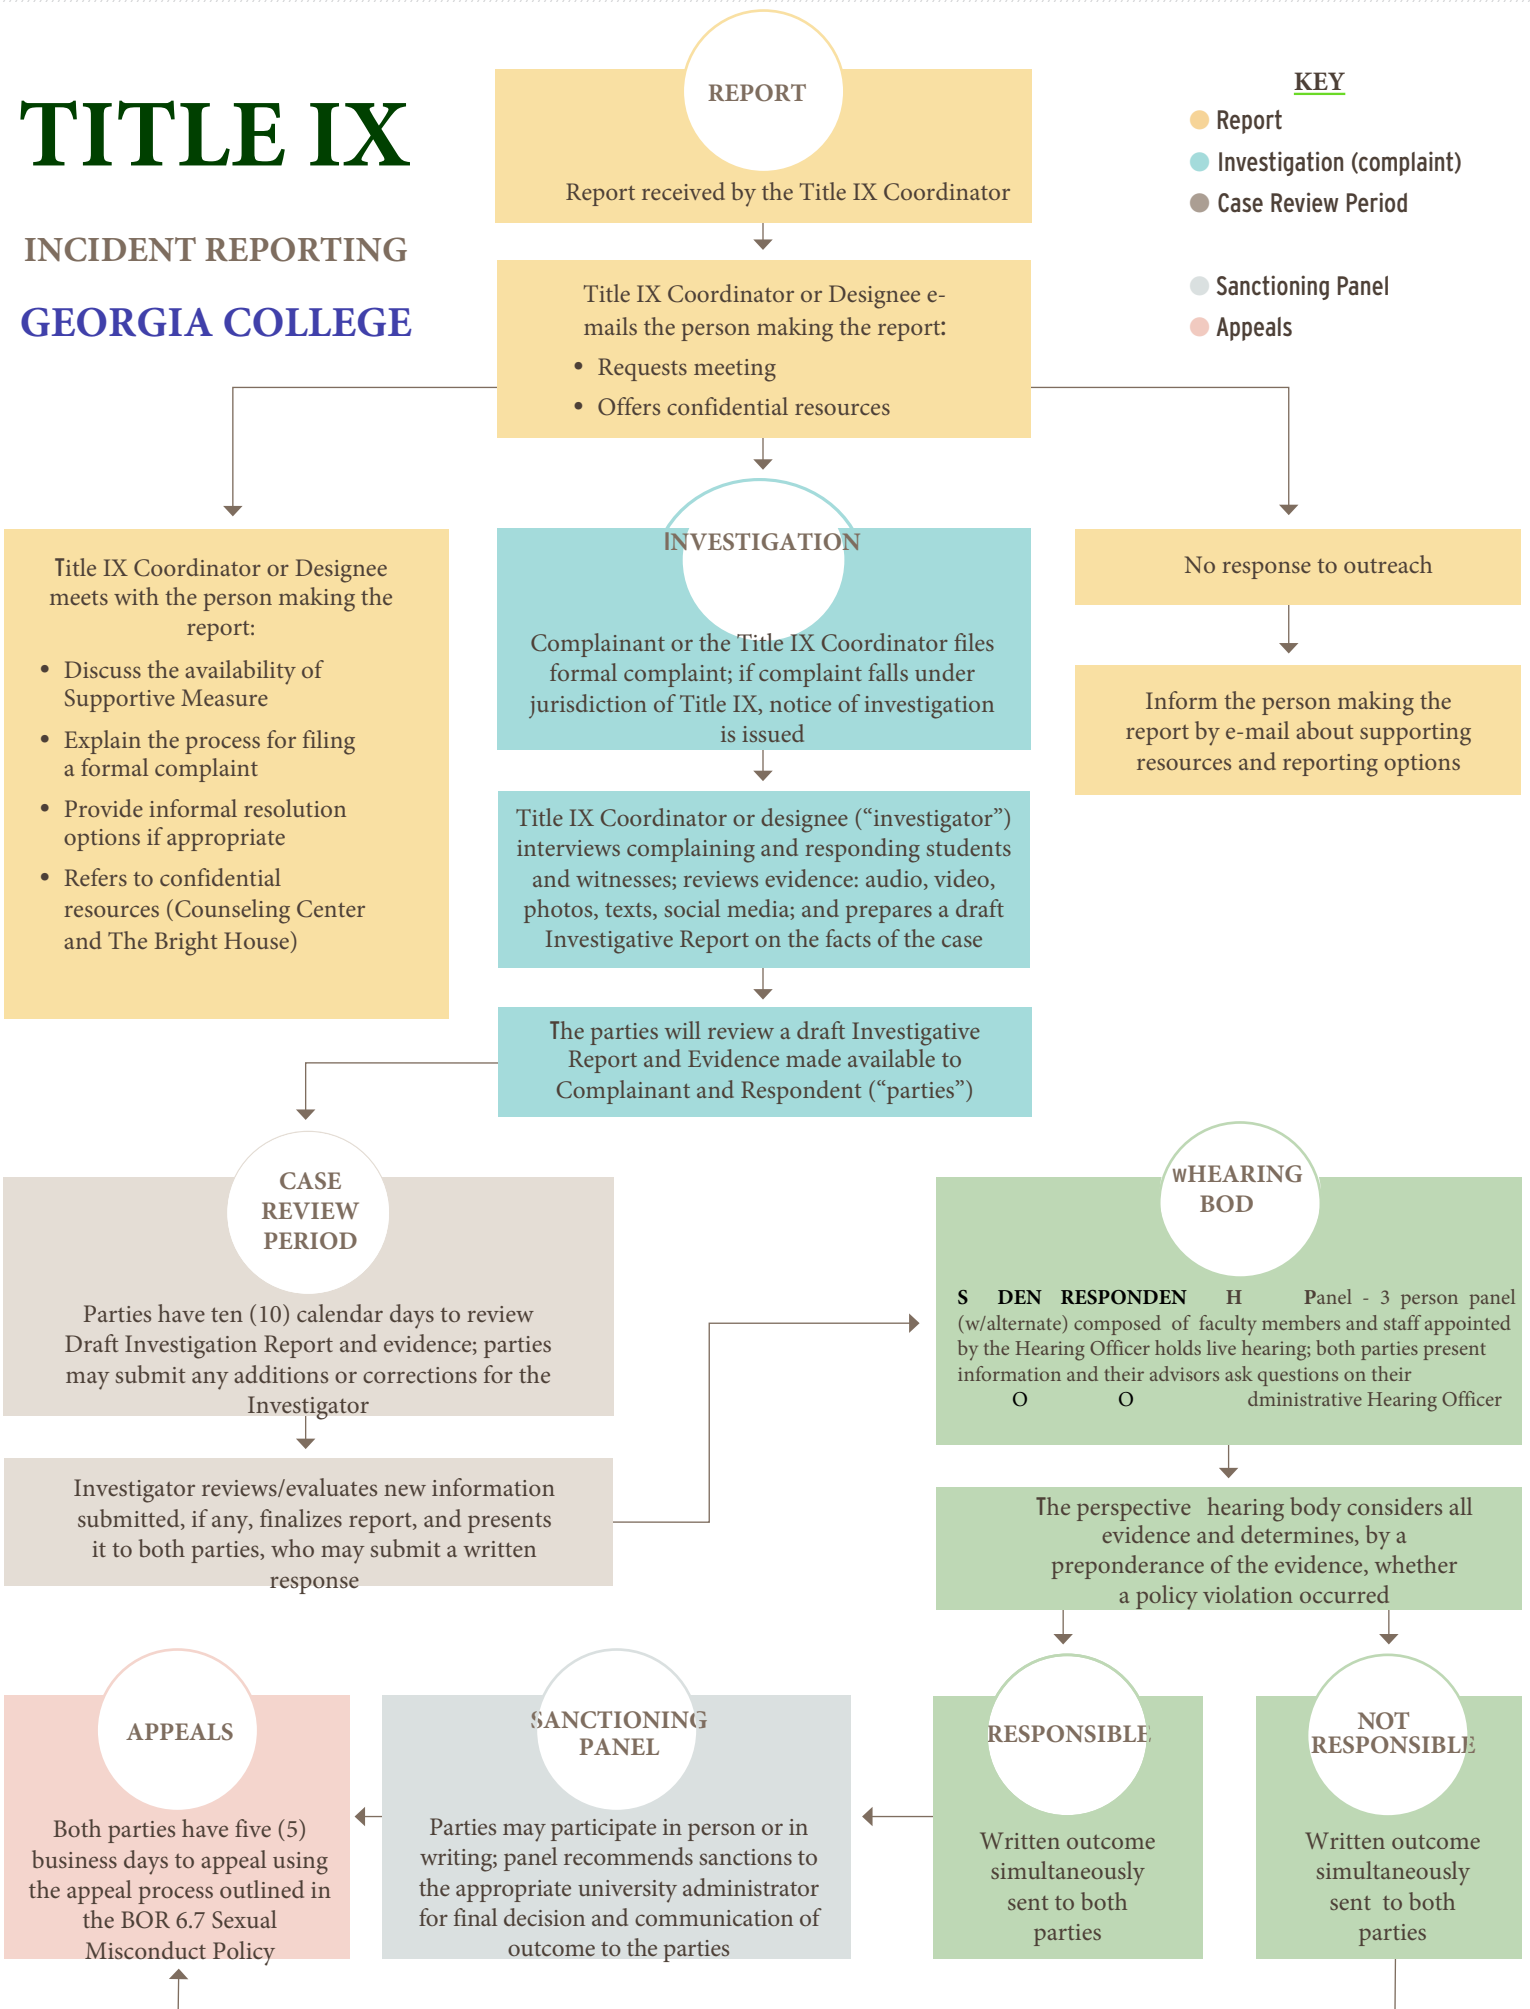 TITLE IX
INCIDENT REPORTING
GEORGIA COLLEGE
KEY
Report
Investigation (complaint)
Case Review Period
Sanctioning Panel
Appeals
REPORT
Report received by the Title IX Coordinator
Title IX Coordinator or Designee e-
mails the person making the report:
• Requests meeting
• Offers confidential resources
Title IX Coordinator or Designee
meets with the person making the
report:
• Discuss the availability of
Supportive Measure
• Explain the process for filing
a formal complaint
• Provide informal resolution
options if appropriate
• Refers to confidential
resources (Counseling Center
and The Bright House)
INVESTIGATION
Complainant or the Title IX Coordinator files
formal complaint; if complaint falls under
jurisdiction of Title IX, notice of investigation
is issued
No response to outreach
Inform the person making the
report by e-mail about supporting
resources and reporting options
Title IX Coordinator or designee (“investigator”)
interviews complaining and responding students
and witnesses; reviews evidence: audio, video,
photos, texts, social media; and prepares a draft
Investigative Report on the facts of the case
The parties will review a draft Investigative
Report and Evidence made available to
Complainant and Respondent (“parties”)
CASE
REVIEW
PERIOD
Parties have ten (10) calendar days to review
Draft Investigation Report and evidence; parties
may submit any additions or corrections for the
Investigator
Investigator reviews/evaluates new information
submitted, if any, finalizes report, and presents
it to both parties, who may submit a written
response
wHEARING
BOD
S DEN RESPONDEN H Panel - 3 person panel
(w/alternate) composed of faculty members and staff appointed
by the Hearing Officer holds live hearing; both parties present
information and their advisors ask questions on their
O O dministrative Hearing Officer
The perspective hearing body considers all
evidence and determines, by a
preponderance of the evidence, whether
a policy violation occurred
APPEALS
Both parties have five (5)
business days to appeal using
the appeal process outlined in
the BOR 6.7 Sexual
Misconduct Policy
SANCTIONING
PANEL
Parties may participate in person or in
writing; panel recommends sanctions to
the appropriate university administrator
for final decision and communication of
outcome to the parties
RESPONSIBLE
Written outcome
simultaneously
sent to both
parties
NOT
RESPONSIBLE
Written outcome
simultaneously
sent to both
parties